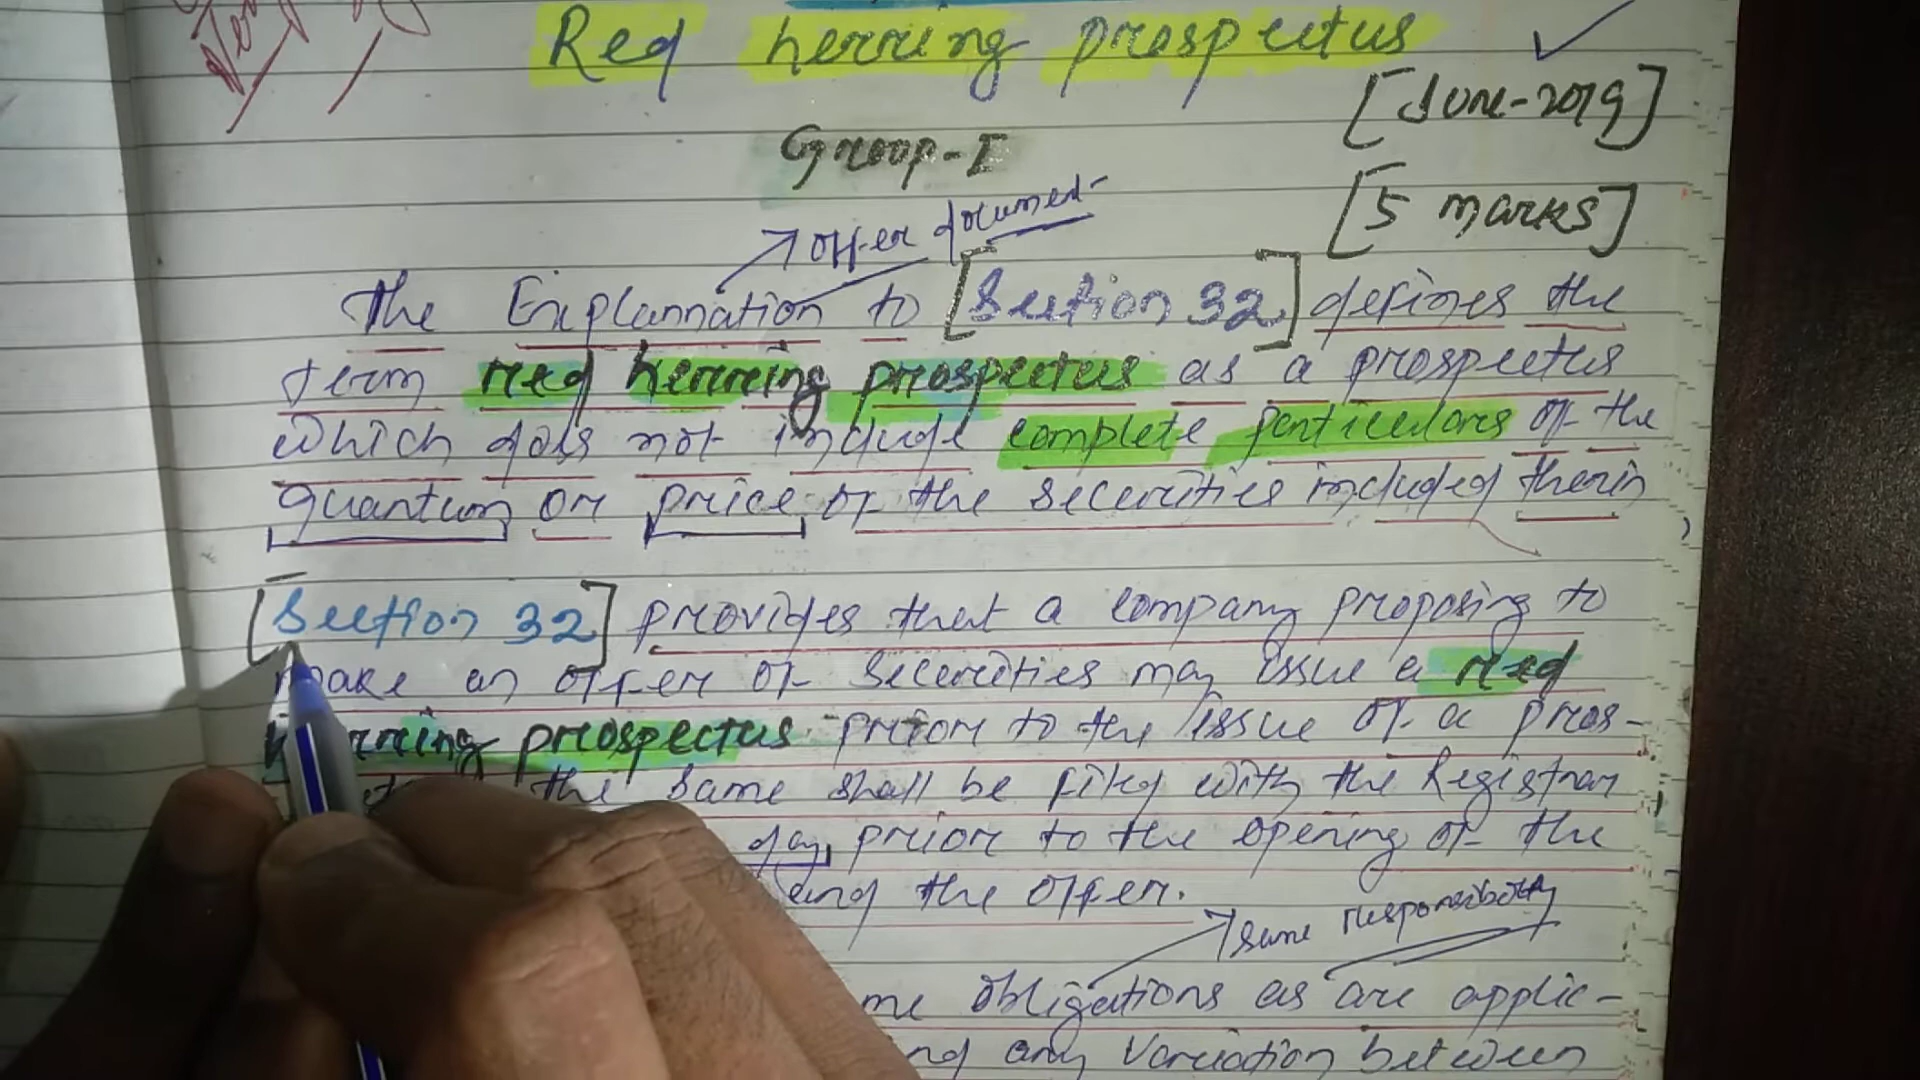 Red herring prospectus
[June-2019]
Group-I
[5 marks]
offer document
The Explannation to [Section 32] defines the
term red herring prospectus as a prospectus
which does not include complete particulars of the
quantum or price of the securities included therin
[Section 32] provides that a company proposing to
make an offer of securities may issue a red
herring prospectus prior to the issue of a pros-
the same shall be filed with the Registrar
day prior to the opening of the
and the offer.
same responsibility
me obligations as are applic-
nd any variation between